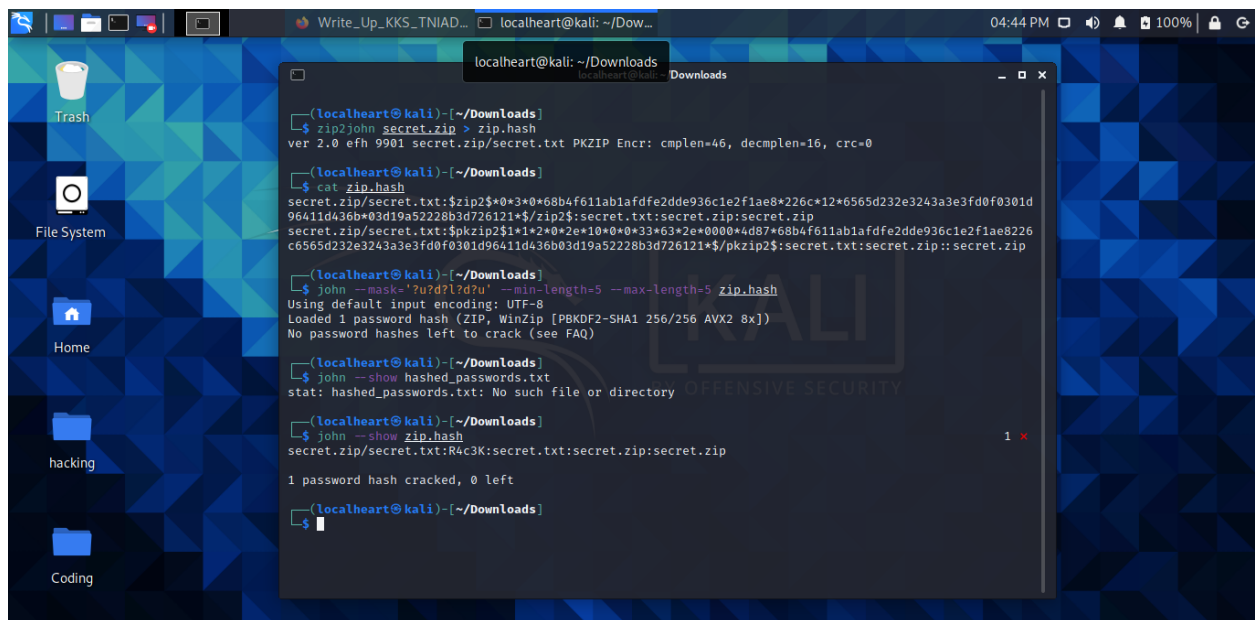 Write_Up_KKS_TNIAD...
localheart@kali: ~/Dow...
04:44 PM
100%
localheart@kali: ~/Downloads
localheart@kali: ~/Downloads
Trash
File System
Home
hacking
Coding
(localheart㉿kali)-[~/Downloads]
$ zip2john secret.zip > zip.hash
ver 2.0 efh 9901 secret.zip/secret.txt PKZIP Encr: cmplen=46, decmplen=16, crc=0
(localheart㉿kali)-[~/Downloads]
$ cat zip.hash
secret.zip/secret.txt:$zip2$*0*3*0*68b4f611ab1afdfe2dde936c1e2f1ae8*226c*12*6565d232e3243a3e3fd0f0301d
96411d436b*03d19a52228b3d726121*$/zip2$:secret.txt:secret.zip:secret.zip
secret.zip/secret.txt:$pkzip2$1*1*2*0*2e*10*0*0*33*63*2e*0000*4d87*68b4f611ab1afdfe2dde936c1e2f1ae8226
c6565d232e3243a3e3fd0f0301d96411d436b03d19a52228b3d726121*$/pkzip2$:secret.txt:secret.zip::secret.zip
(localheart㉿kali)-[~/Downloads]
$ john --mask='?u?d?l?d?u' --min-length=5 --max-length=5 zip.hash
Using default input encoding: UTF-8
Loaded 1 password hash (ZIP, WinZip [PBKDF2-SHA1 256/256 AVX2 8x])
No password hashes left to crack (see FAQ)
(localheart㉿kali)-[~/Downloads]
$ john --show hashed_passwords.txt
stat: hashed_passwords.txt: No such file or directory
(localheart㉿kali)-[~/Downloads]
$ john --show zip.hash 1 ⨯
secret.zip/secret.txt:R4c3K:secret.txt:secret.zip:secret.zip
1 password hash cracked, 0 left
(localheart㉿kali)-[~/Downloads]
$
KALI
BY OFFENSIVE SECURITY